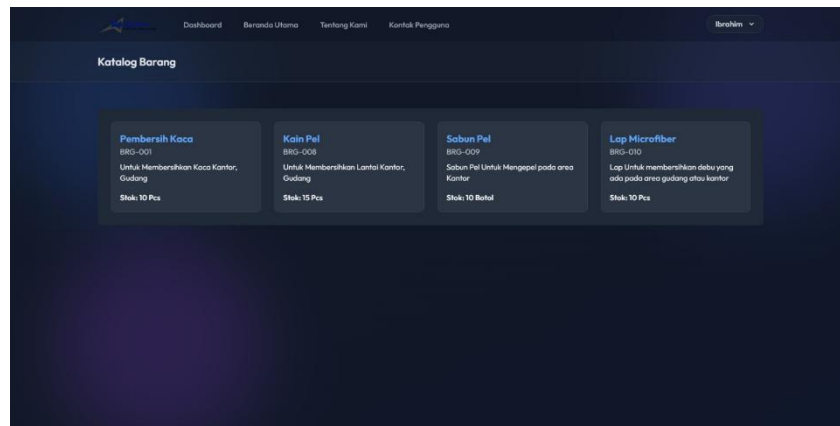 Dashboard Beranda Utama Tentang Kami Kontak Pengguna Ibrahim
Katalog Barang
Pembersih Kaca
BRG-001
Untuk Membersihkan Kaca Kantor,
Gudang
Stok: 10 Pcs
Kain Pel
BRG-008
Untuk Membersihkan Lantai Kantor,
Gudang
Stok: 15 Pcs
Sabun Pel
BRG-009
Sabun Pel Untuk Mengepel pada area
Kantor
Stok: 10 Botol
Lap Microfiber
BRG-010
Lap Untuk membersihkan debu yang
ada pada area gudang atau kantor
Stok: 10 Pcs